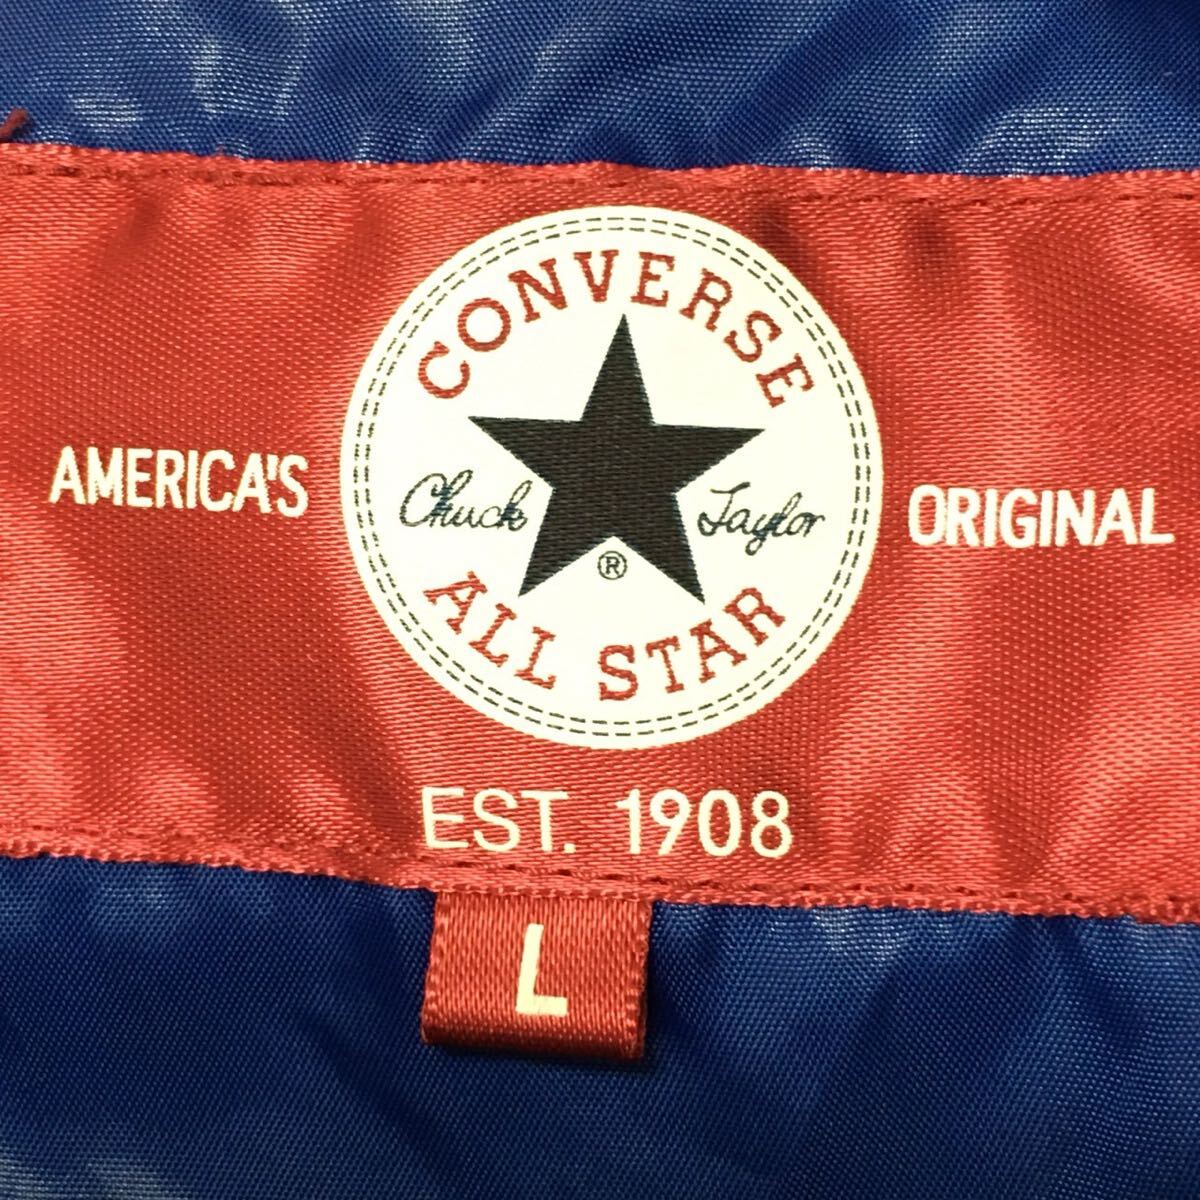 CONVERSE
AMERICA'S
Chuck Taylor
ORIGINAL
®
ALL STAR
EST. 1908
L